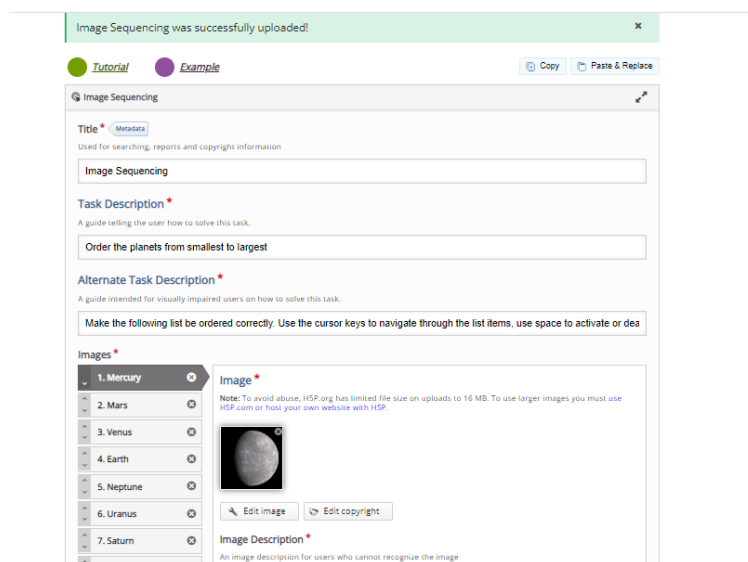 Image Sequencing was successfully uploaded!
Tutorial Example Copy Paste & Replace
Image Sequencing
Title * Metadata
Used for searching, reports and copyright information
Image Sequencing
Task Description *
A guide telling the user how to solve this task.
Order the planets from smallest to largest
Alternate Task Description *
A guide intended for visually impaired users on how to solve this task.
Make the following list be ordered correctly. Use the cursor keys to navigate through the list items, use space to activate or dea
Images *
1. Mercury
2. Mars
3. Venus
4. Earth
5. Neptune
6. Uranus
7. Saturn
Image *
Note: To avoid abuse, H5P.org has limited file size on uploads to 16 MB. To use larger images you must use
H5P.com or host your own website with H5P.
Edit image Edit copyright
Image Description *
An image description for users who cannot recognize the image